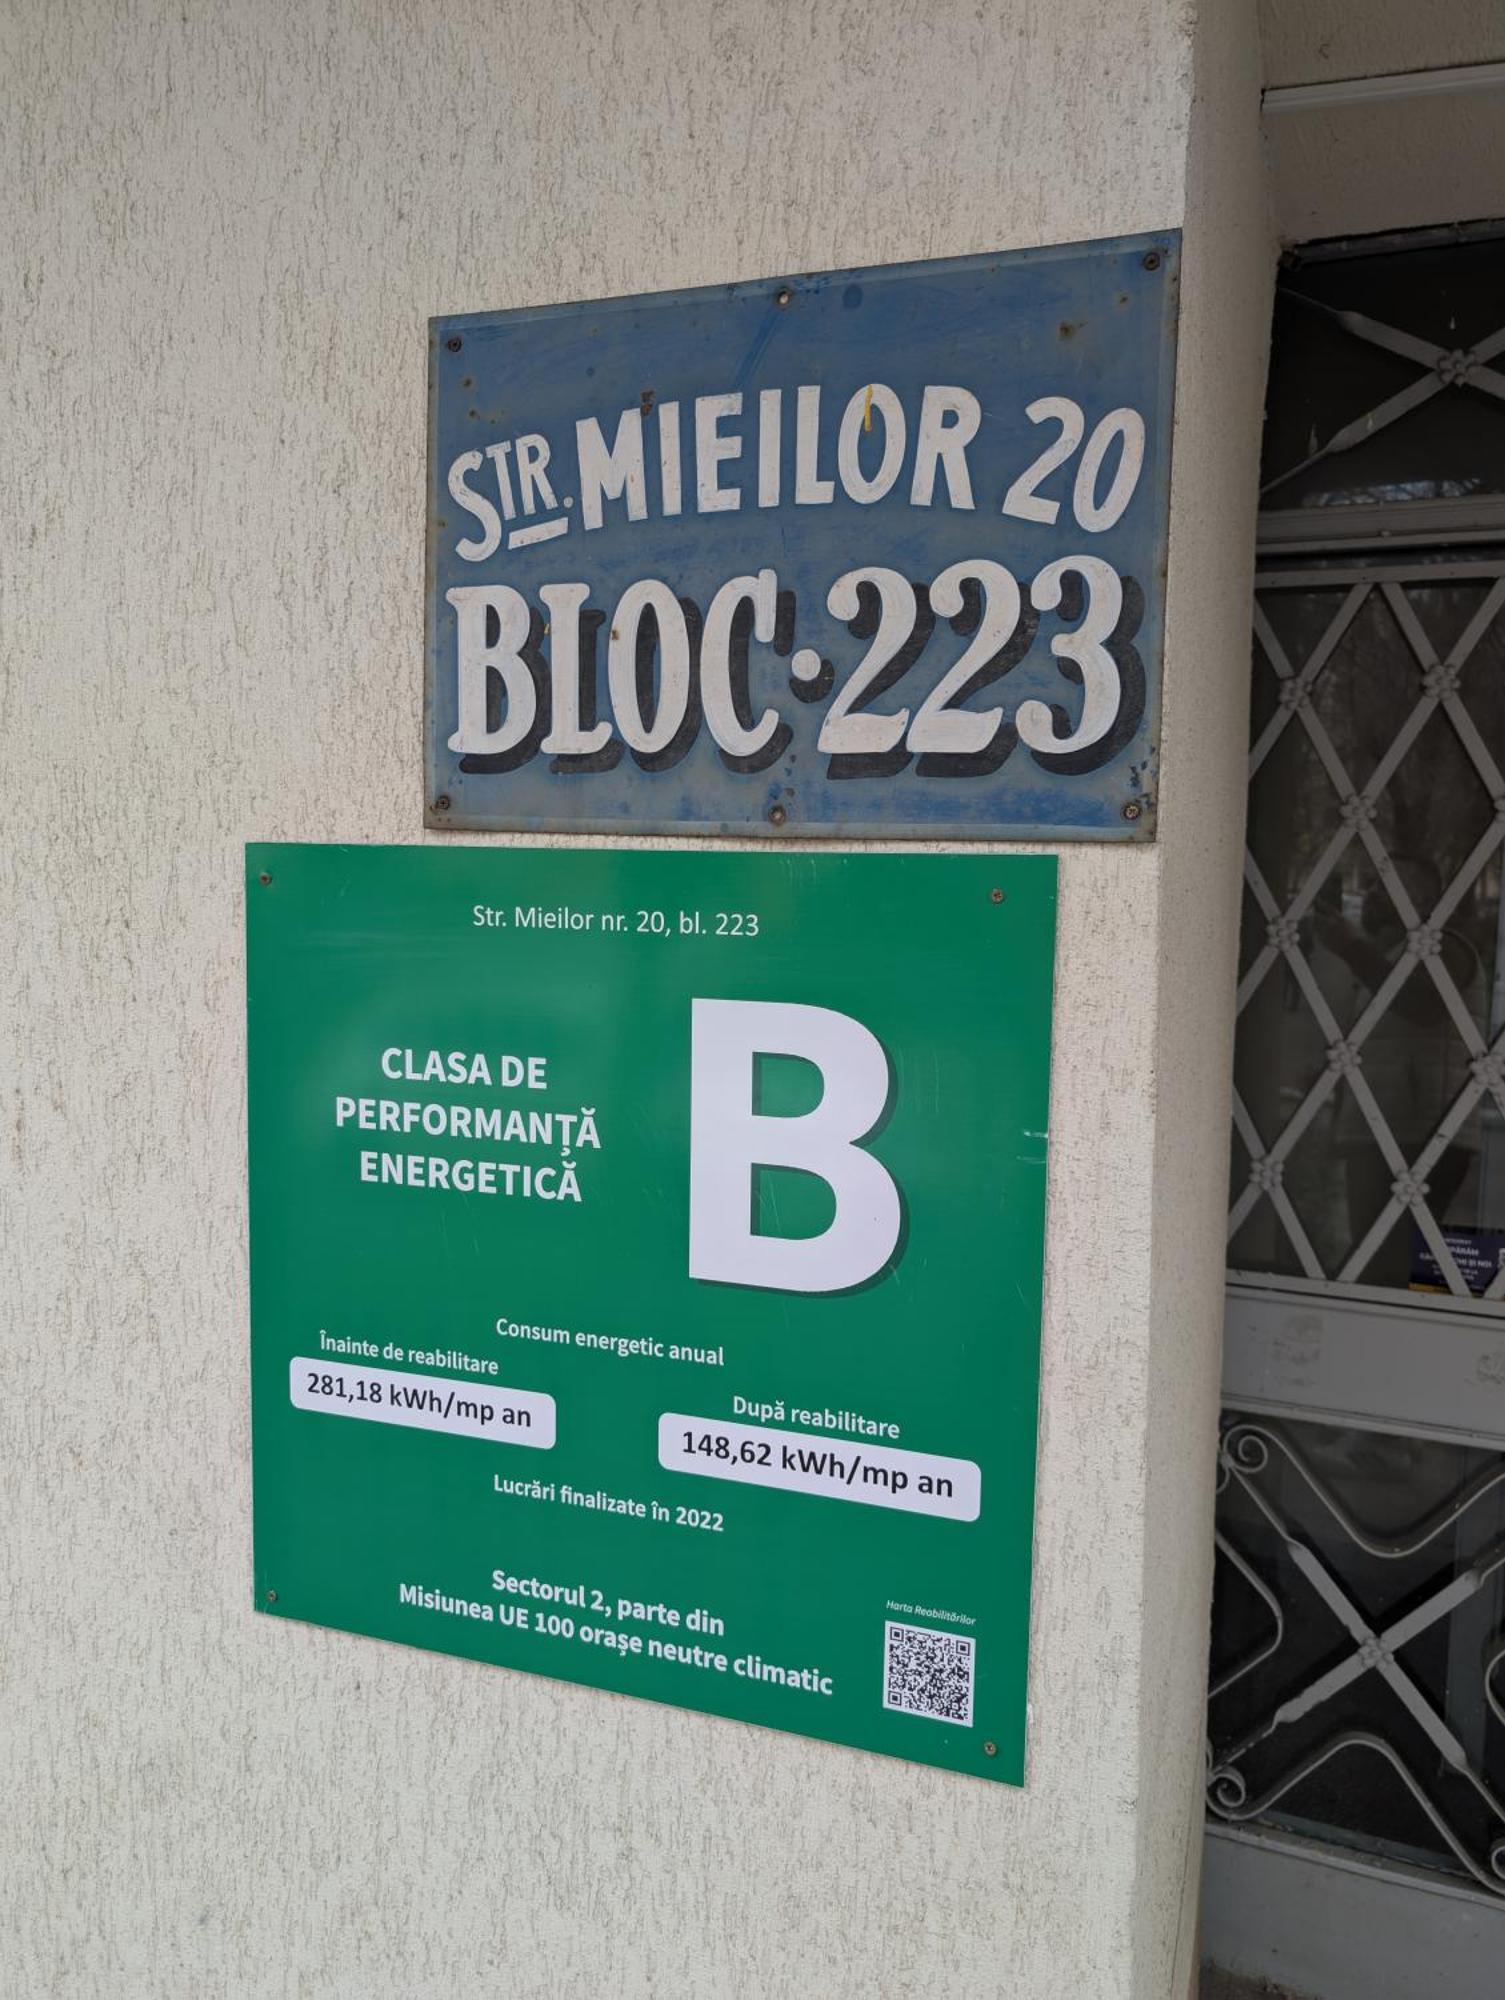 STR. MIEILOR 20
BLOC·223
Str. Mieilor nr. 20, bl. 223
CLASA DE
PERFORMANȚĂ
ENERGETICĂ
B
Consum energetic anual
Înainte de reabilitare
281,18 kWh/mp an
După reabilitare
148,62 kWh/mp an
Lucrări finalizate în 2022
Sectorul 2, parte din
Misiunea UE 100 orașe neutre climatic
Harta Reabilitărilor